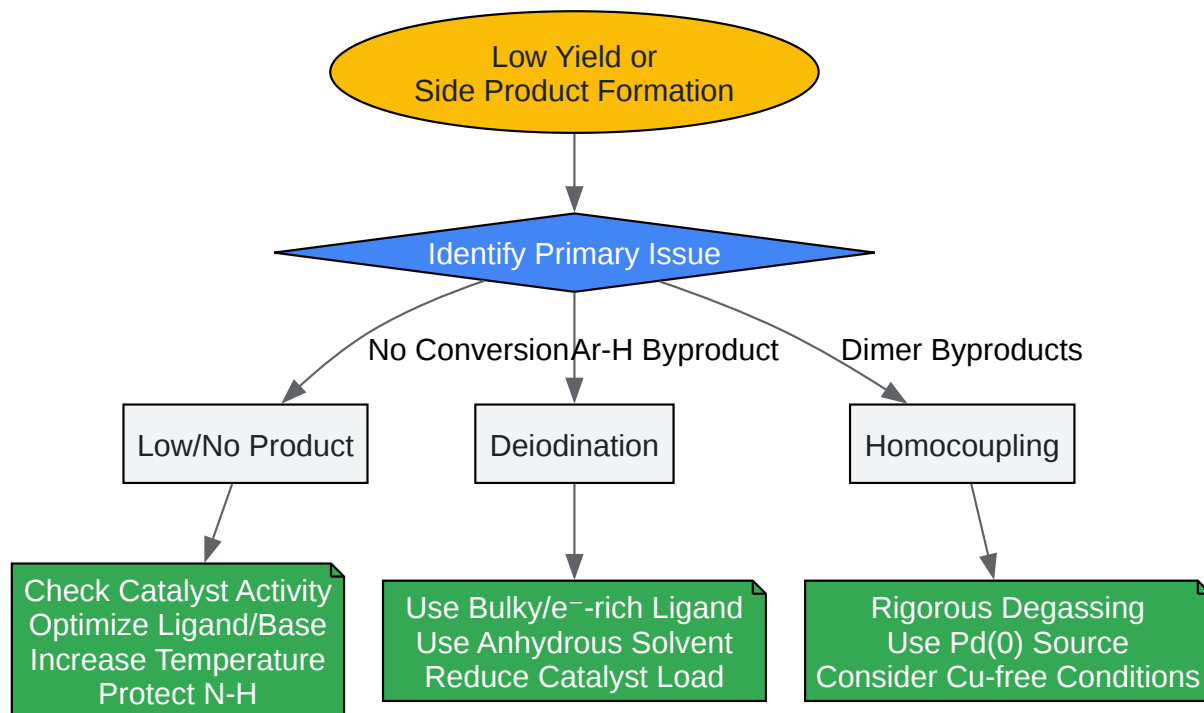 Low Yield or
Side Product Formation
Identify Primary Issue
No Conversion
Ar-H Byproduct
Dimer Byproducts
Low/No Product
Deiodination
Homocoupling
Check Catalyst Activity
Optimize Ligand/Base
Increase Temperature
Protect N-H
Use Bulky/e⁻-rich Ligand
Use Anhydrous Solvent
Reduce Catalyst Load
Rigorous Degassing
Use Pd(0) Source
Consider Cu-free Conditions